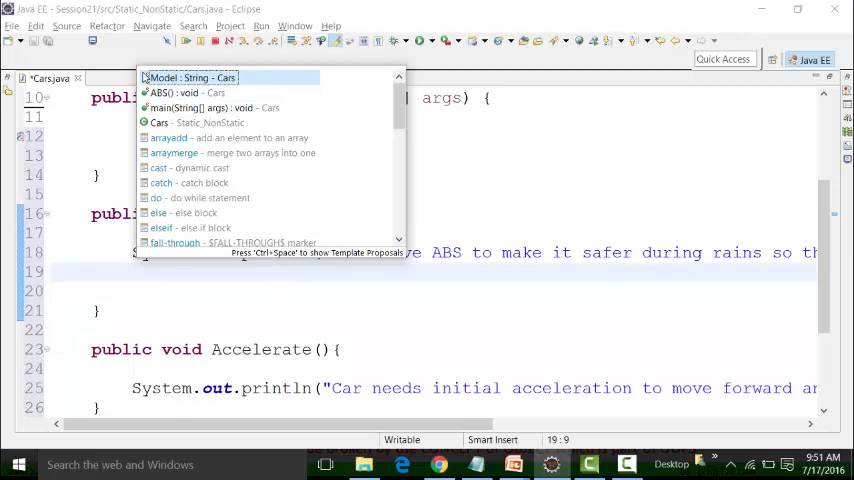 Java EE - Session21/src/Static_NonStatic/Cars.java - Eclipse
File Edit Source Refactor Navigate Search Project Run Window Help
Quick Access
Java EE
*Cars.java
Model : String - Cars
ABS() : void - Cars
main(String[] args) : void - Cars
Cars - Static_NonStatic
arrayadd - add an element to an array
arraymerge - merge two arrays into one
cast - dynamic cast
catch - catch block
do - do while statement
else - else block
elseif - else if block
fall-through - $FALL-THROUGH$ marker
Press 'Ctrl+Space' to show Template Proposals
10 args) {
11
12
13
14 }
15
16
17
18 ABS to make it safer during rains so th
19
20
21 }
22
23 public void Accelerate(){
24
25 System.out.println("Car needs initial acceleration to move forward an
26 }
Writable Smart Insert 19 : 9
Search the web and Windows
Desktop
9:51 AM
7/17/2016